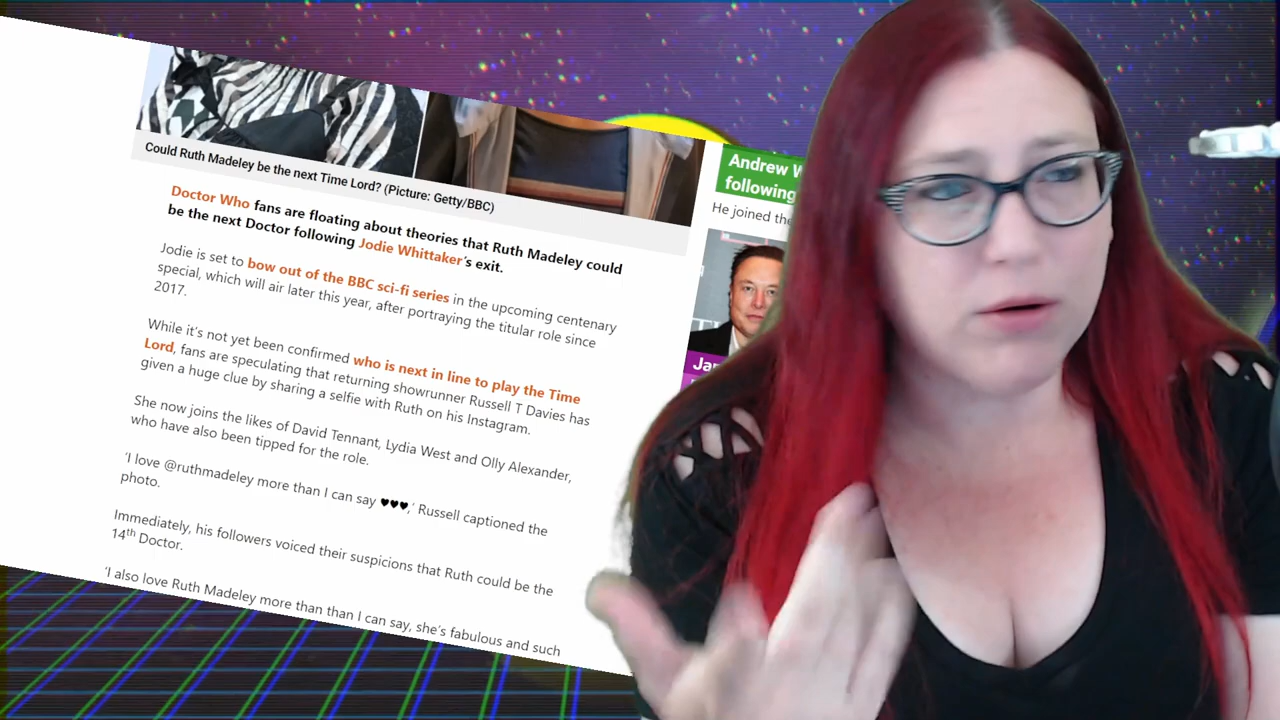 Could Ruth Madeley be the next Time Lord? (Picture: Getty/BBC)
Doctor Who fans are floating about theories that Ruth Madeley could
be the next Doctor following Jodie Whittaker's exit.
Jodie is set to bow out of the BBC sci-fi series in the upcoming centenary
special, which will air later this year, after portraying the titular role since
2017.
While it's not yet been confirmed who is next in line to play the Time
Lord, fans are speculating that returning showrunner Russell T Davies has
given a huge clue by sharing a selfie with Ruth on his Instagram.
She now joins the likes of David Tennant, Lydia West and Olly Alexander,
who have also been tipped for the role.
'I love @ruthmadeley more than I can say ♥♥♥,' Russell captioned the
photo.
Immediately, his followers voiced their suspicions that Ruth could be the
14th Doctor.
'I also love Ruth Madeley more than than I can say, she's fabulous and such
Andrew W
following
He joined the
Jar